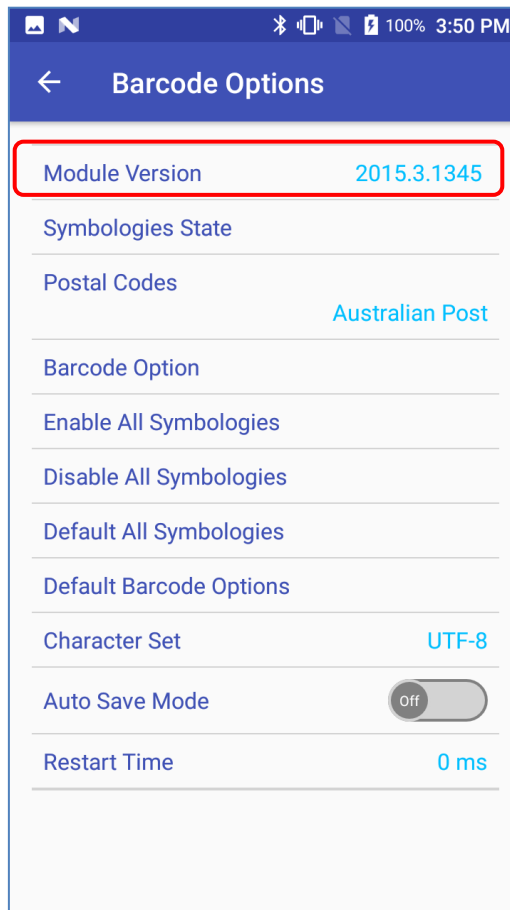 100% 3:50 PM
Barcode Options
Module Version 2015.3.1345
Symbologies State
Postal Codes
Australian Post
Barcode Option
Enable All Symbologies
Disable All Symbologies
Default All Symbologies
Default Barcode Options
Character Set UTF-8
Auto Save Mode Off
Restart Time 0 ms